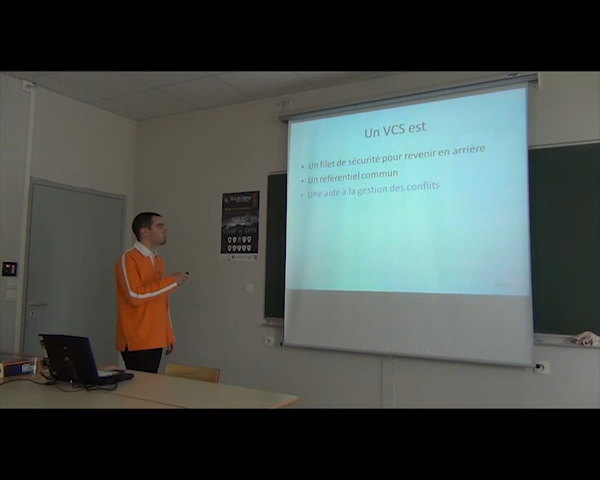 Un VCS est
• Un filet de sécurité pour revenir en arrière
• Un référentiel commun
• Une aide à la gestion des conflits